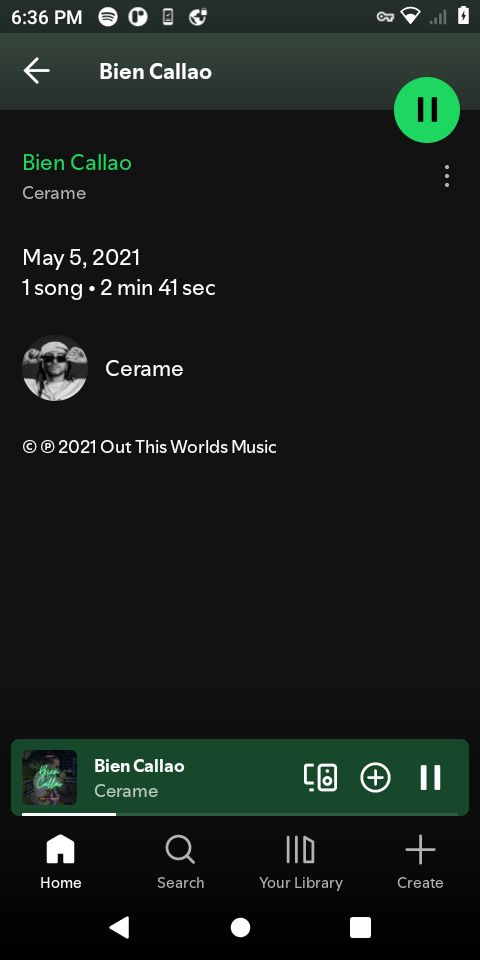 6:36 PM
Bien Callao
Bien Callao
Cerame
May 5, 2021
1 song • 2 min 41 sec
Cerame
© ℗ 2021 Out This Worlds Music
Bien
Callao
Bien Callao
Cerame
Home
Search
Your Library
Create